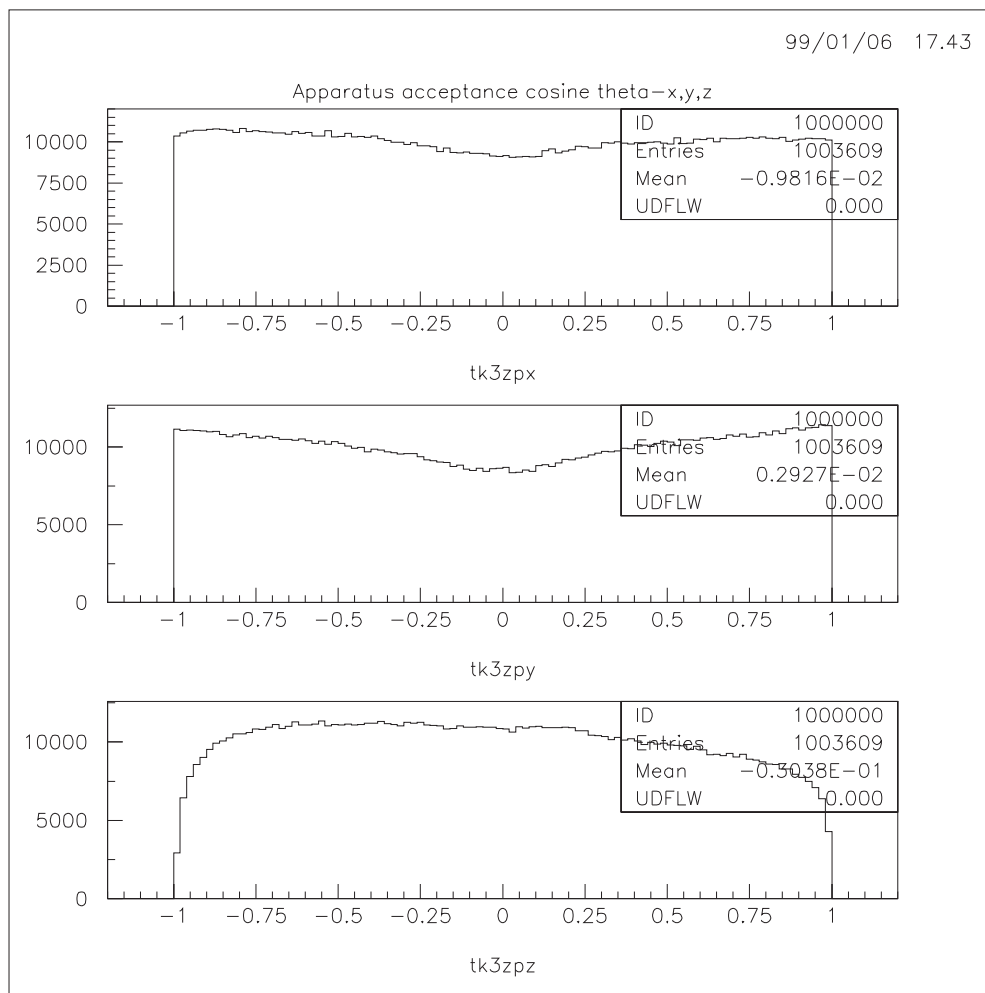 99/01/06 17.43
Apparatus acceptance cosine theta-x,y,z
ID 1000000
Entries 1003609
Mean -0.9816E-02
UDFLW 0.000
10000
7500
5000
2500
0
-1 -0.75 -0.5 -0.25 0 0.25 0.5 0.75 1
tk3zpx
ID 1000000
Entries 1003609
Mean 0.2927E-02
UDFLW 0.000
10000
5000
0
-1 -0.75 -0.5 -0.25 0 0.25 0.5 0.75 1
tk3zpy
ID 1000000
Entries 1003609
Mean -0.3038E-01
UDFLW 0.000
10000
5000
0
-1 -0.75 -0.5 -0.25 0 0.25 0.5 0.75 1
tk3zpz